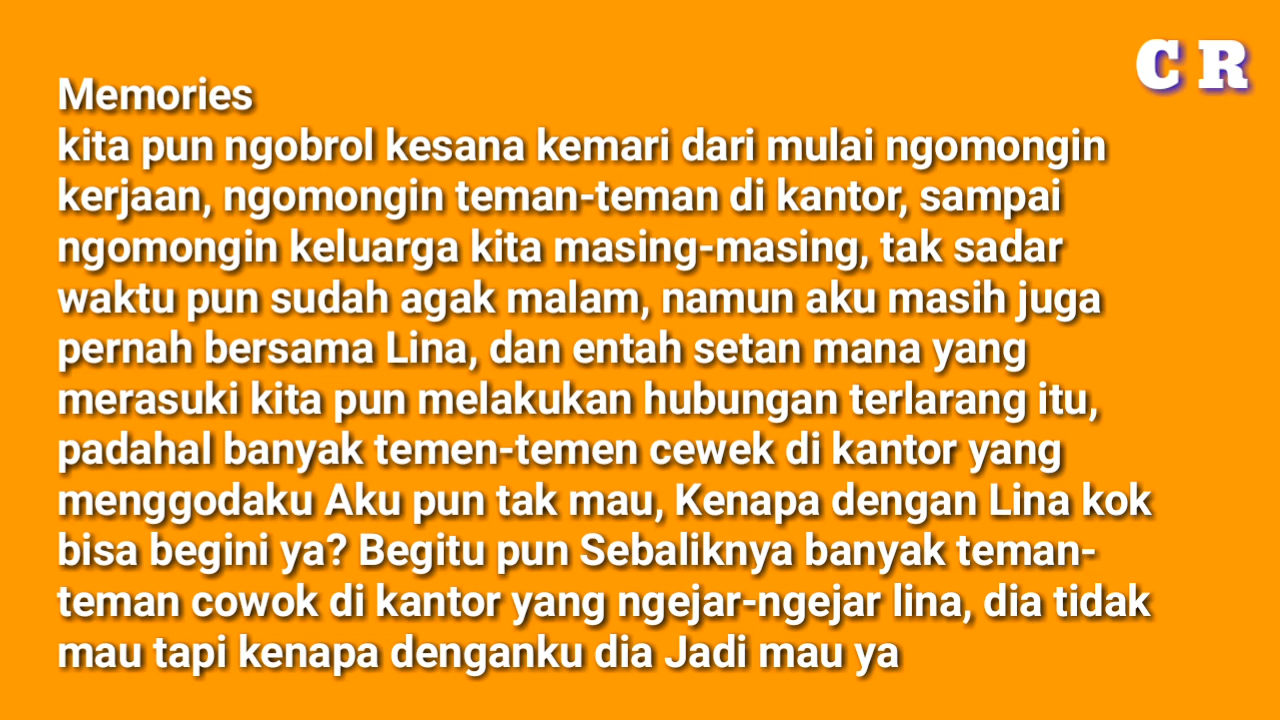 C R
Memories
kita pun ngobrol kesana kemari dari mulai ngomongin
kerjaan, ngomongin teman-teman di kantor, sampai
ngomongin keluarga kita masing-masing, tak sadar
waktu pun sudah agak malam, namun aku masih juga
pernah bersama Lina, dan entah setan mana yang
merasuki kita pun melakukan hubungan terlarang itu,
padahal banyak temen-temen cewek di kantor yang
menggodaku Aku pun tak mau, Kenapa dengan Lina kok
bisa begini ya? Begitu pun Sebaliknya banyak teman-
teman cowok di kantor yang ngejar-ngejar lina, dia tidak
mau tapi kenapa denganku dia Jadi mau ya